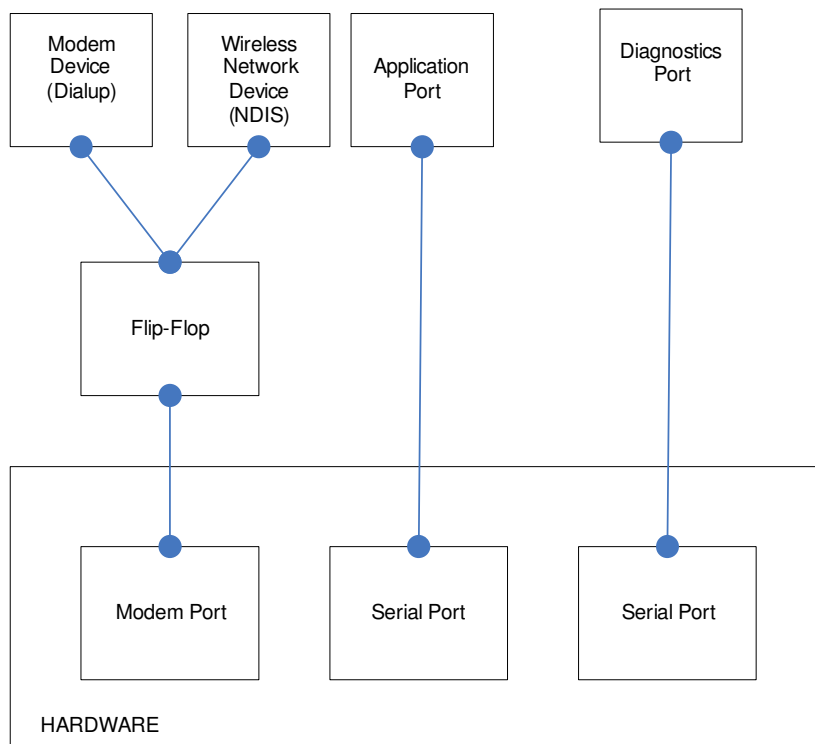 Modem
Device
(Dialup)
Wireless
Network
Device
(NDIS)
Application
Port
Diagnostics
Port
Flip-Flop
Modem Port
Serial Port
Serial Port
HARDWARE